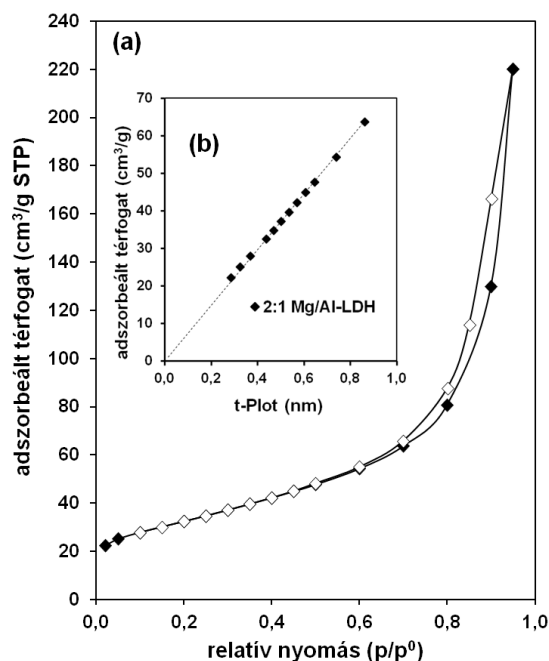 (a)
adszorbeált térfogat (cm³/g STP)
240
220
200
180
160
140
120
100
80
60
40
20
0
0,0 0,2 0,4 0,6 0,8 1,0
relatív nyomás (p/p⁰)
(b)
adszorbeált térfogat (cm³/g)
70
60
50
40
30
20
10
0
2:1 Mg/Al-LDH
0,0 0,2 0,4 0,6 0,8 1,0
t-Plot (nm)